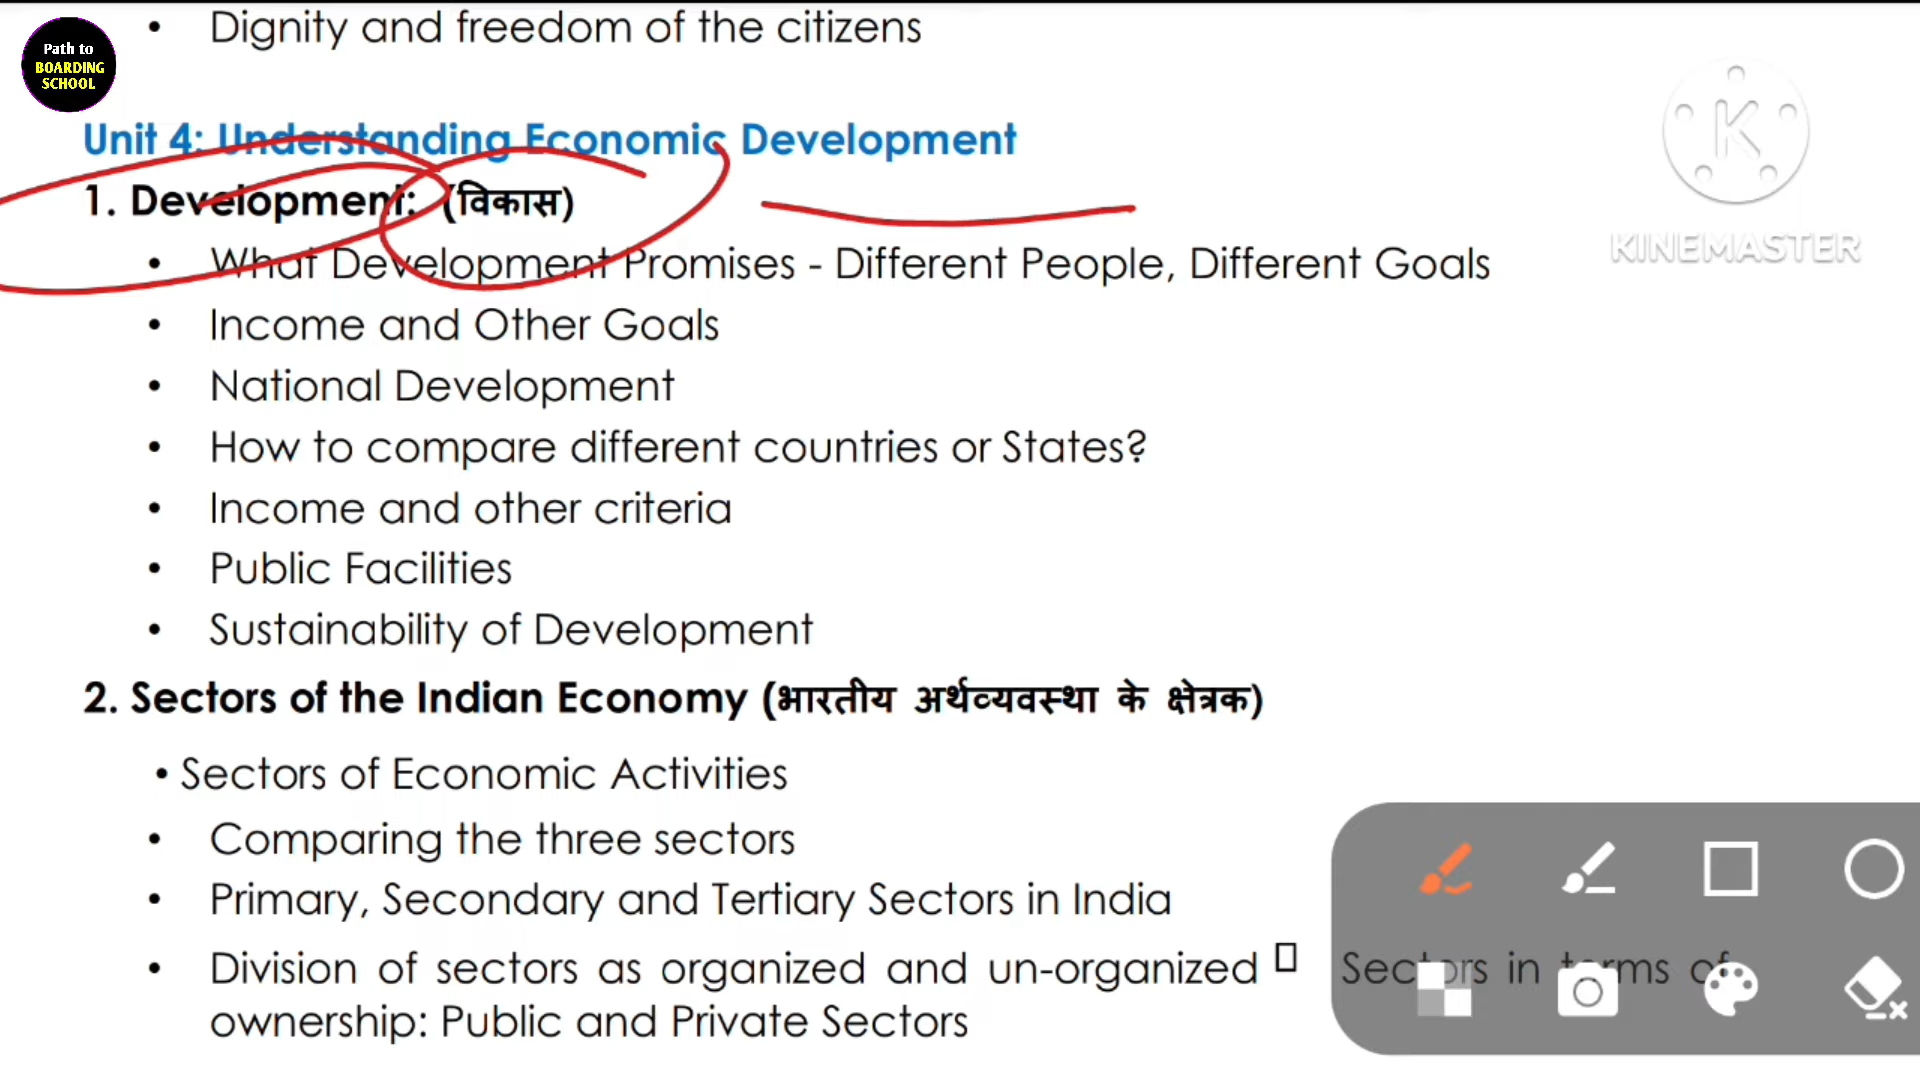 • Dignity and freedom of the citizens
Path to
BOARDING
SCHOOL
Unit 4: Understanding Economic Development
1. Development: (विकास)
• What Development Promises - Different People, Different Goals
KINEMASTER
• Income and Other Goals
• National Development
• How to compare different countries or States?
• Income and other criteria
• Public Facilities
• Sustainability of Development
2. Sectors of the Indian Economy (भारतीय अर्थव्यवस्था के क्षेत्रक)
• Sectors of Economic Activities
• Comparing the three sectors
• Primary, Secondary and Tertiary Sectors in India
• Division of sectors as organized and un-organized Sectors in terms of
ownership: Public and Private Sectors